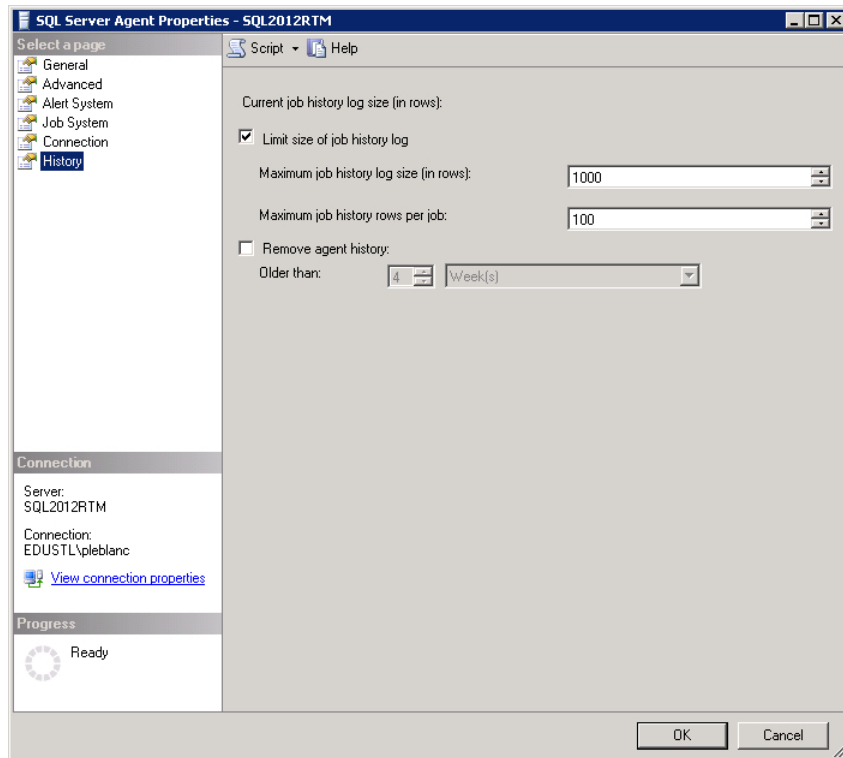 SQL Server Agent Properties - SQL2012RTM
Select a page
General
Advanced
Alert System
Job System
Connection
History
Script
Help
Current job history log size (in rows):
Limit size of job history log
Maximum job history log size (in rows):
1000
Maximum job history rows per job:
100
Remove agent history:
Older than:
4
Week(s)
Connection
Server:
SQL2012RTM
Connection:
EDUSTL\pleblanc
View connection properties
Progress
Ready
OK
Cancel